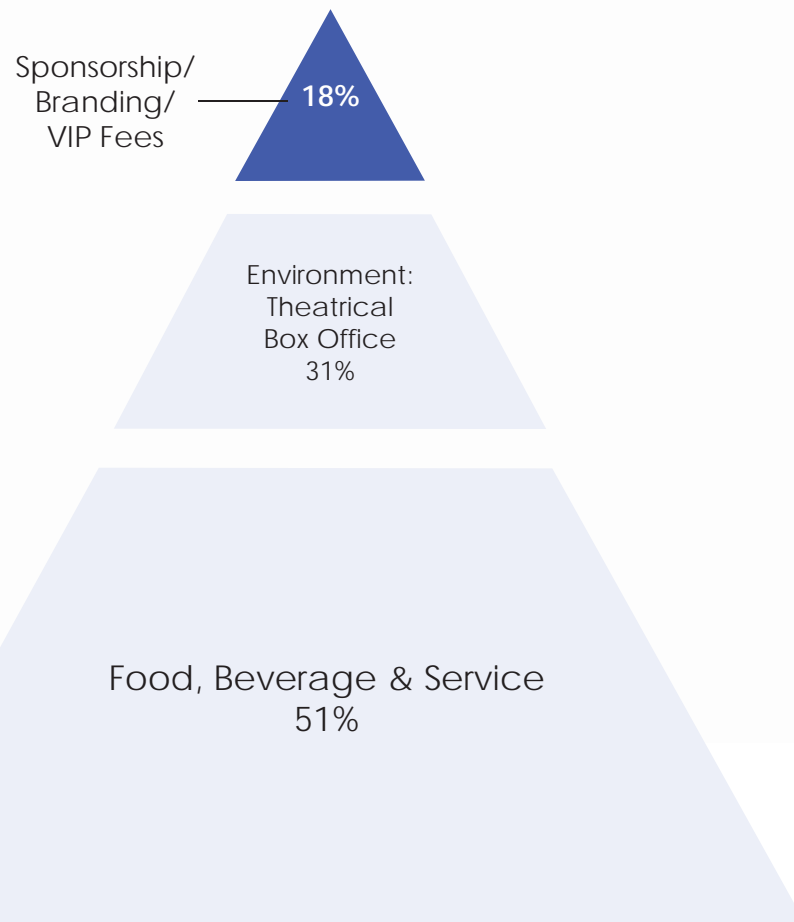 Sponsorship/
Branding/
VIP Fees
18%
Environment:
Theatrical
Box Office
31%
Food, Beverage & Service
51%